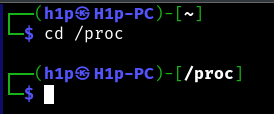 ┌──(h1p㉿H1p-PC)-[~]
└─$ cd /proc
┌──(h1p㉿H1p-PC)-[/proc]
└─$